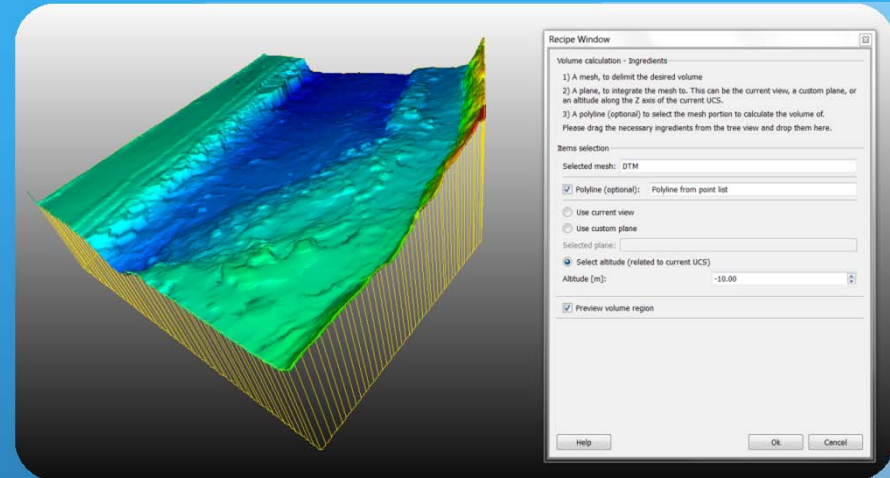 Recipe Window
Volume calculation - Ingredients
1) A mesh, to delimit the desired volume
2) A plane, to integrate the mesh to. This can be the current view, a custom plane, or
an altitude along the Z axis of the current UCS.
3) A polyline (optional) to select the mesh portion to calculate the volume of.
Please drag the necessary ingredients from the tree view and drop them here.
Items selection
Selected mesh: DTM
Polyline (optional): Polyline from point list
Use current view
Use custom plane
Selected plane:
Select altitude (related to current UCS)
Altitude [m]: -10.00
Preview volume region
Help Ok Cancel